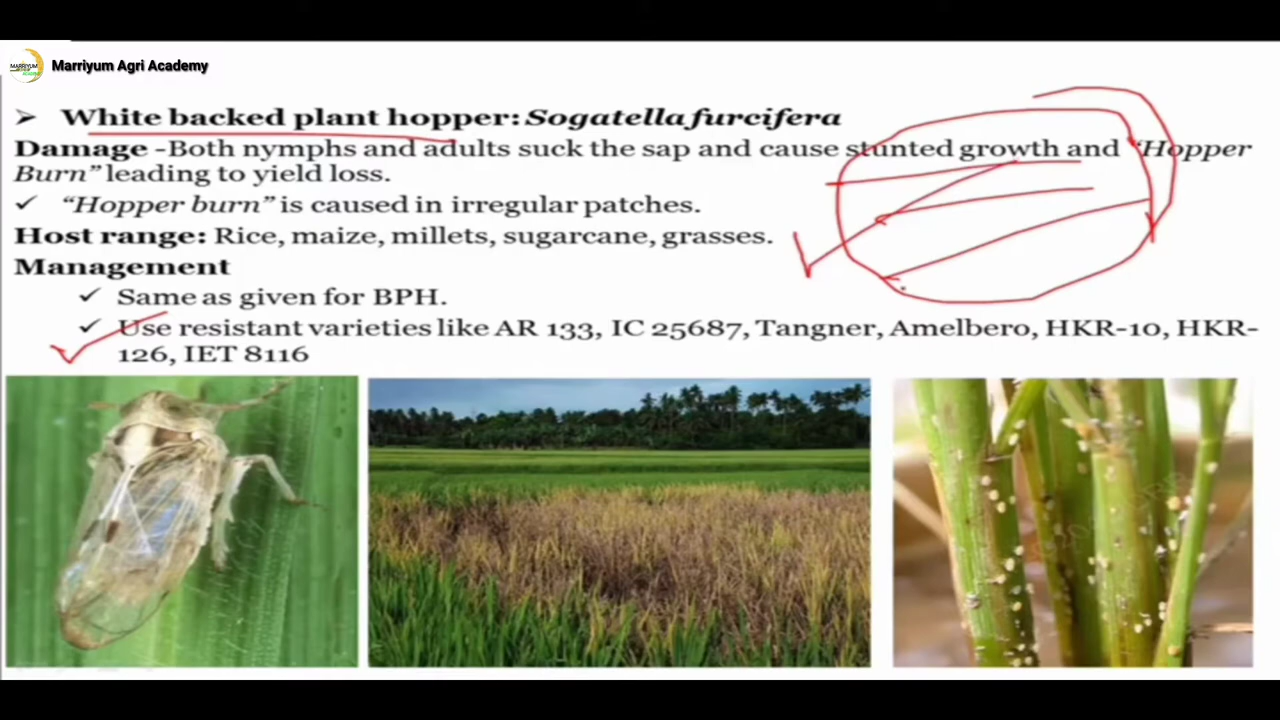 Marriyum Agri Academy
➢ White backed plant hopper: Sogatella furcifera
Damage -Both nymphs and adults suck the sap and cause stunted growth and "Hopper
Burn" leading to yield loss.
✓ "Hopper burn" is caused in irregular patches.
Host range: Rice, maize, millets, sugarcane, grasses.
Management
✓ Same as given for BPH.
✓ Use resistant varieties like AR 133, IC 25687, Tangner, Amelbero, HKR-10, HKR-
126, IET 8116